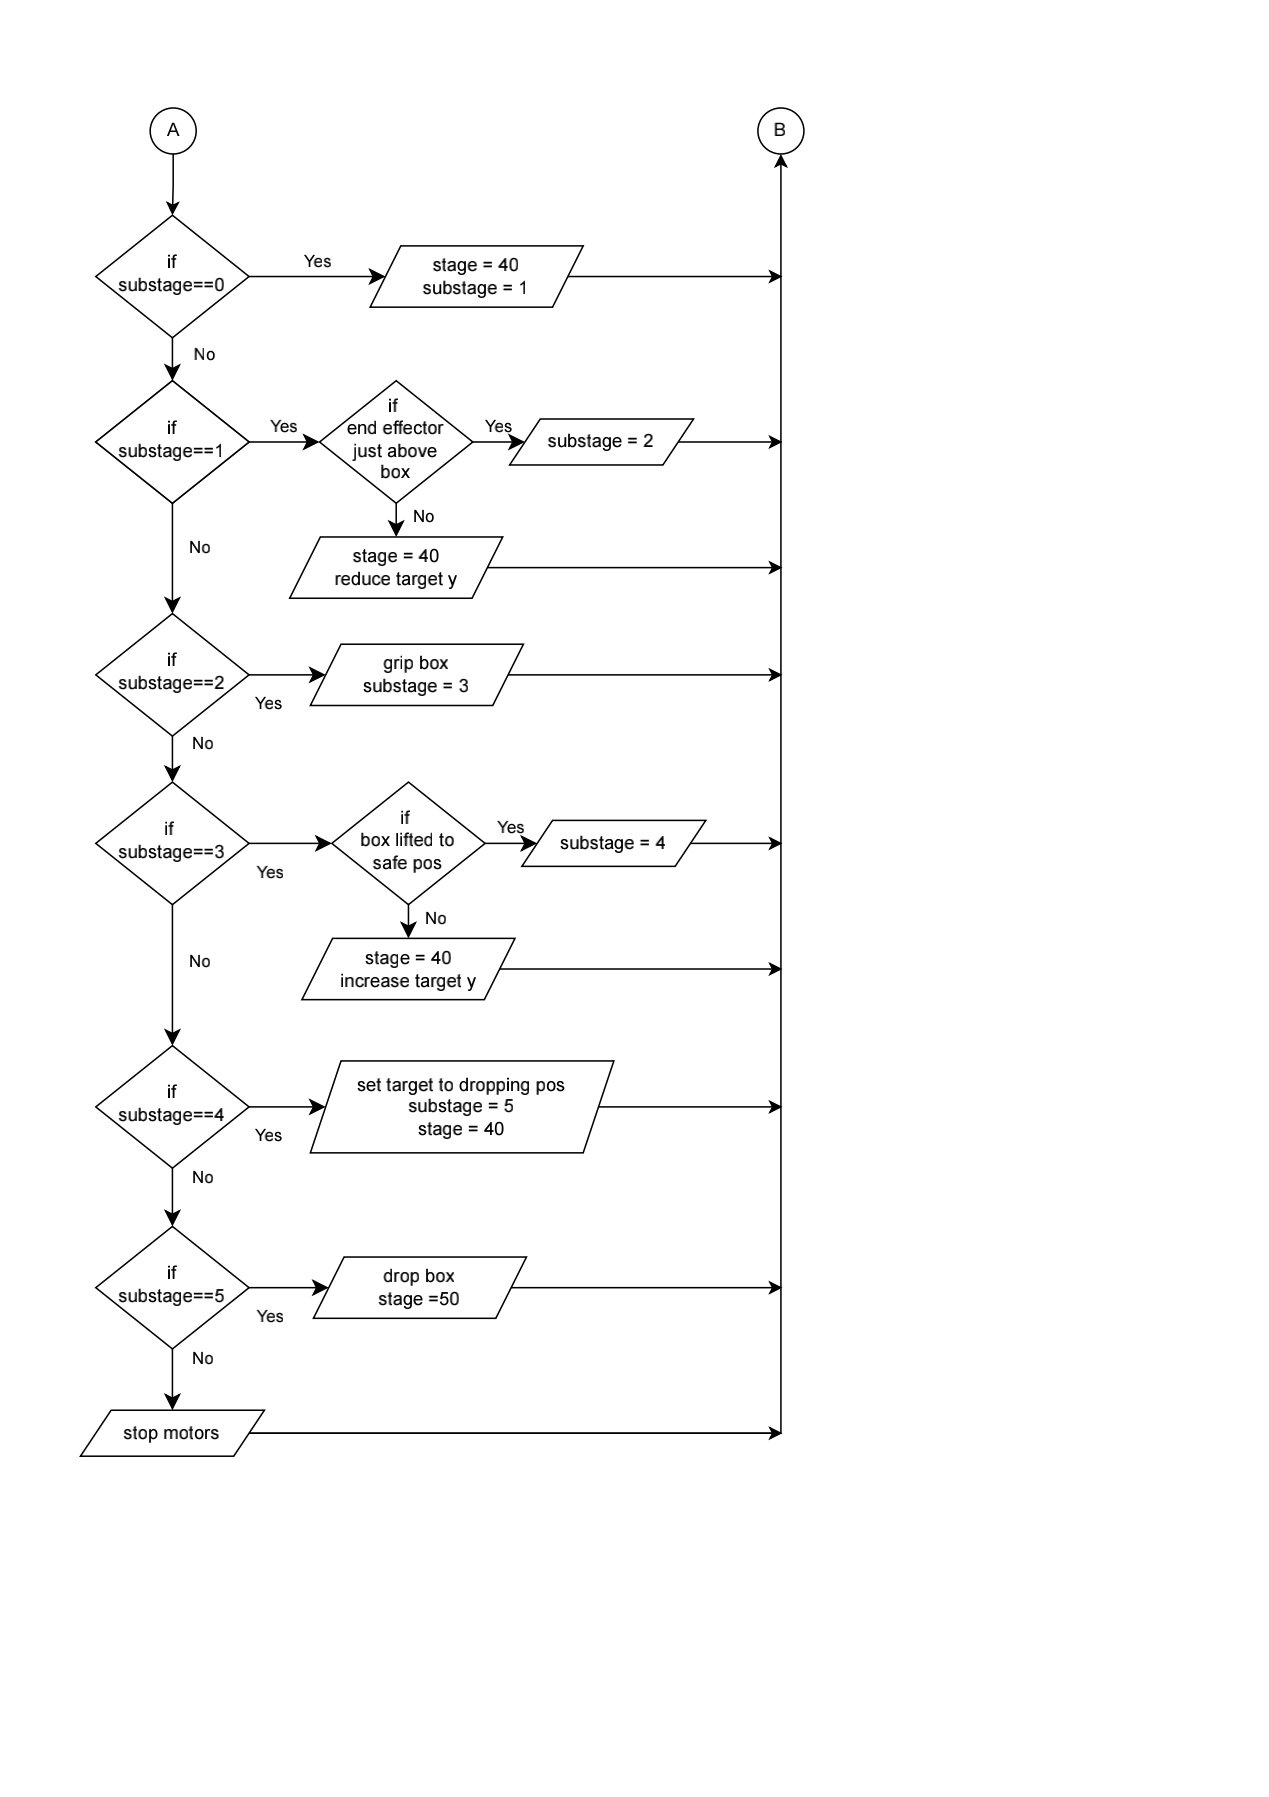 A
B
if
substage==0
Yes
stage = 40
substage = 1
No
if
substage==1
Yes
if
end effector
just above
box
Yes
substage = 2
No
stage = 40
reduce target y
No
if
substage==2
Yes
grip box
substage = 3
No
if
substage==3
Yes
if
box lifted to
safe pos
Yes
substage = 4
No
stage = 40
increase target y
No
if
substage==4
Yes
set target to dropping pos
substage = 5
stage = 40
No
if
substage==5
Yes
drop box
stage =50
No
stop motors